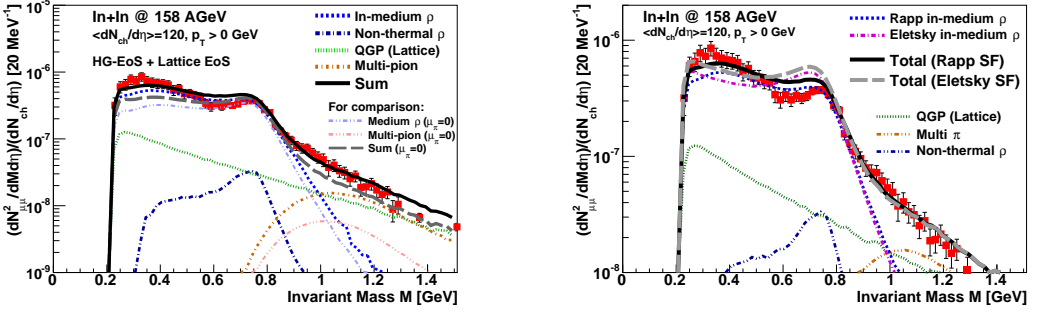 In+In @ 158 AGeV
<dN_ch/dη>=120, p_T > 0 GeV
HG-EoS + Lattice EoS
In-medium ρ
Non-thermal ρ
QGP (Lattice)
Multi-pion
Sum
For comparison:
Medium ρ (μ_π=0)
Multi-pion (μ_π=0)
Sum (μ_π=0)
(dN²_μμ/dMdη)/(dN_ch/dη) [20 MeV⁻¹]
10⁻⁵
10⁻⁶
10⁻⁷
10⁻⁸
10⁻⁹
0 0.2 0.4 0.6 0.8 1 1.2 1.4
Invariant Mass M [GeV]
In+In @ 158 AGeV
<dN_ch/dη>=120, p_T > 0 GeV
Rapp in-medium ρ
Eletsky in-medium ρ
Total (Rapp SF)
Total (Eletsky SF)
QGP (Lattice)
Multi π
Non-thermal ρ
(dN²_μμ/dMdη)/(dN_ch/dη) [20 MeV⁻¹]
10⁻⁶
10⁻⁷
10⁻⁸
0 0.2 0.4 0.6 0.8 1 1.2 1.4
Invariant Mass M [GeV]